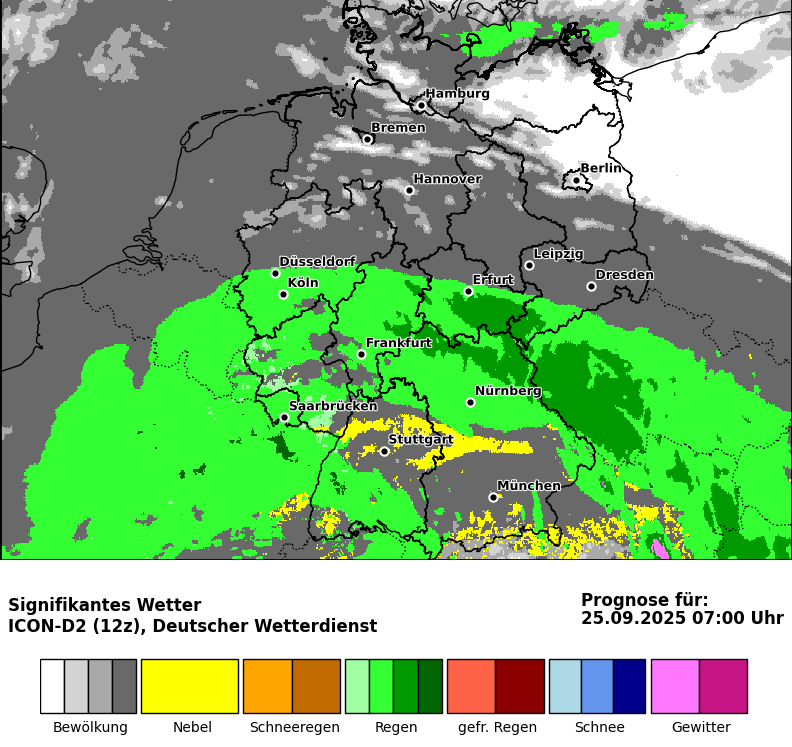 Hamburg
Bremen
Berlin
Hannover
Leipzig
Düsseldorf
Dresden
Erfurt
Köln
Frankfurt
Nürnberg
Saarbrücken
Stuttgart
München
Signifikantes Wetter
ICON-D2 (12z), Deutscher Wetterdienst
Prognose für:
25.09.2025 07:00 Uhr
Bewölkung Nebel Schneeregen Regen gefr. Regen Schnee Gewitter